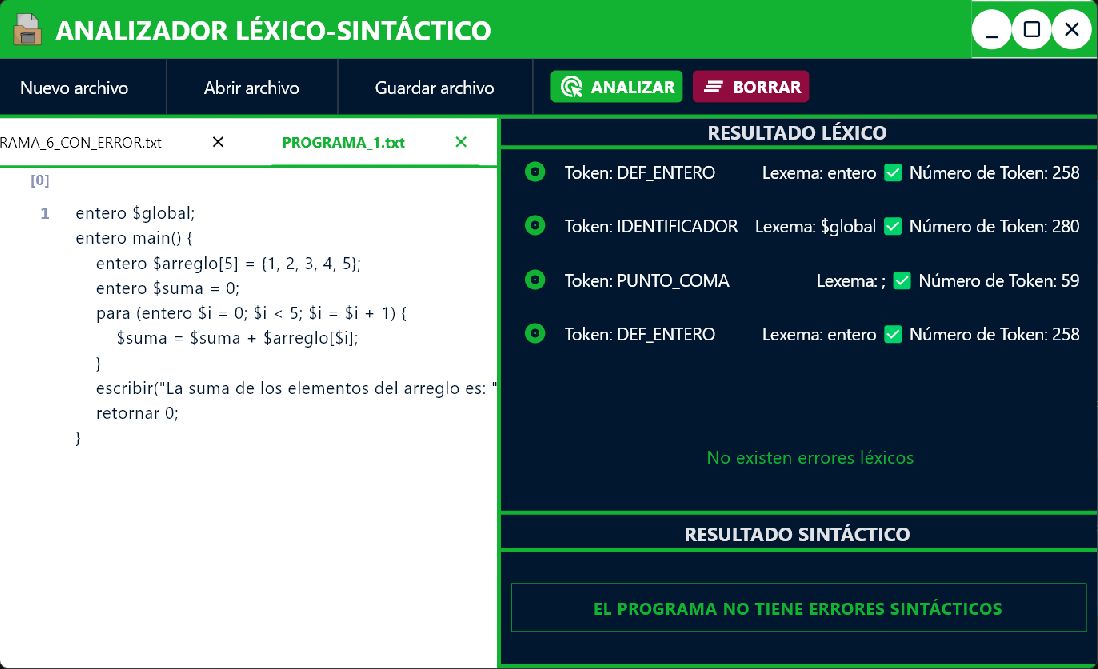 ANALIZADOR LÉXICO-SINTÁCTICO
Nuevo archivo
Abrir archivo
Guardar archivo
ANALIZAR
BORRAR
RAMA_6_CON_ERROR.txt
PROGRAMA_1.txt
[0]
1 entero $global;
entero main() {
entero $arreglo[5] = {1, 2, 3, 4, 5};
entero $suma = 0;
para (entero $i = 0; $i < 5; $i = $i + 1) {
$suma = $suma + $arreglo[$i];
}
escribir("La suma de los elementos del arreglo es: "
retornar 0;
}
RESULTADO LÉXICO
Token: DEF_ENTERO Lexema: entero ✅ Número de Token: 258
Token: IDENTIFICADOR Lexema: $global ✅ Número de Token: 280
Token: PUNTO_COMA Lexema: ; ✅ Número de Token: 59
Token: DEF_ENTERO Lexema: entero ✅ Número de Token: 258
No existen errores léxicos
RESULTADO SINTÁCTICO
EL PROGRAMA NO TIENE ERRORES SINTÁCTICOS